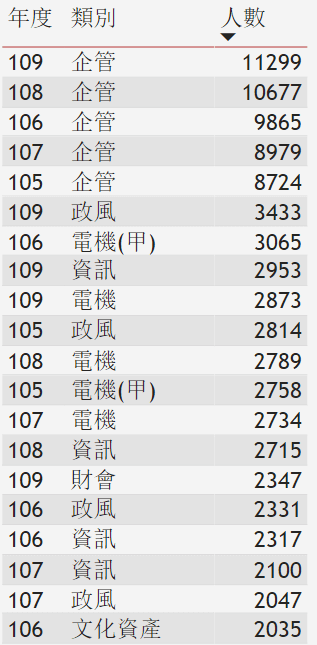 年度 類別 人數
109 企管 11299
108 企管 10677
106 企管 9865
107 企管 8979
105 企管 8724
109 政風 3433
106 電機(甲) 3065
109 資訊 2953
109 電機 2873
105 政風 2814
108 電機 2789
105 電機(甲) 2758
107 電機 2734
108 資訊 2715
109 財會 2347
106 政風 2331
106 資訊 2317
107 資訊 2100
107 政風 2047
106 文化資產 2035